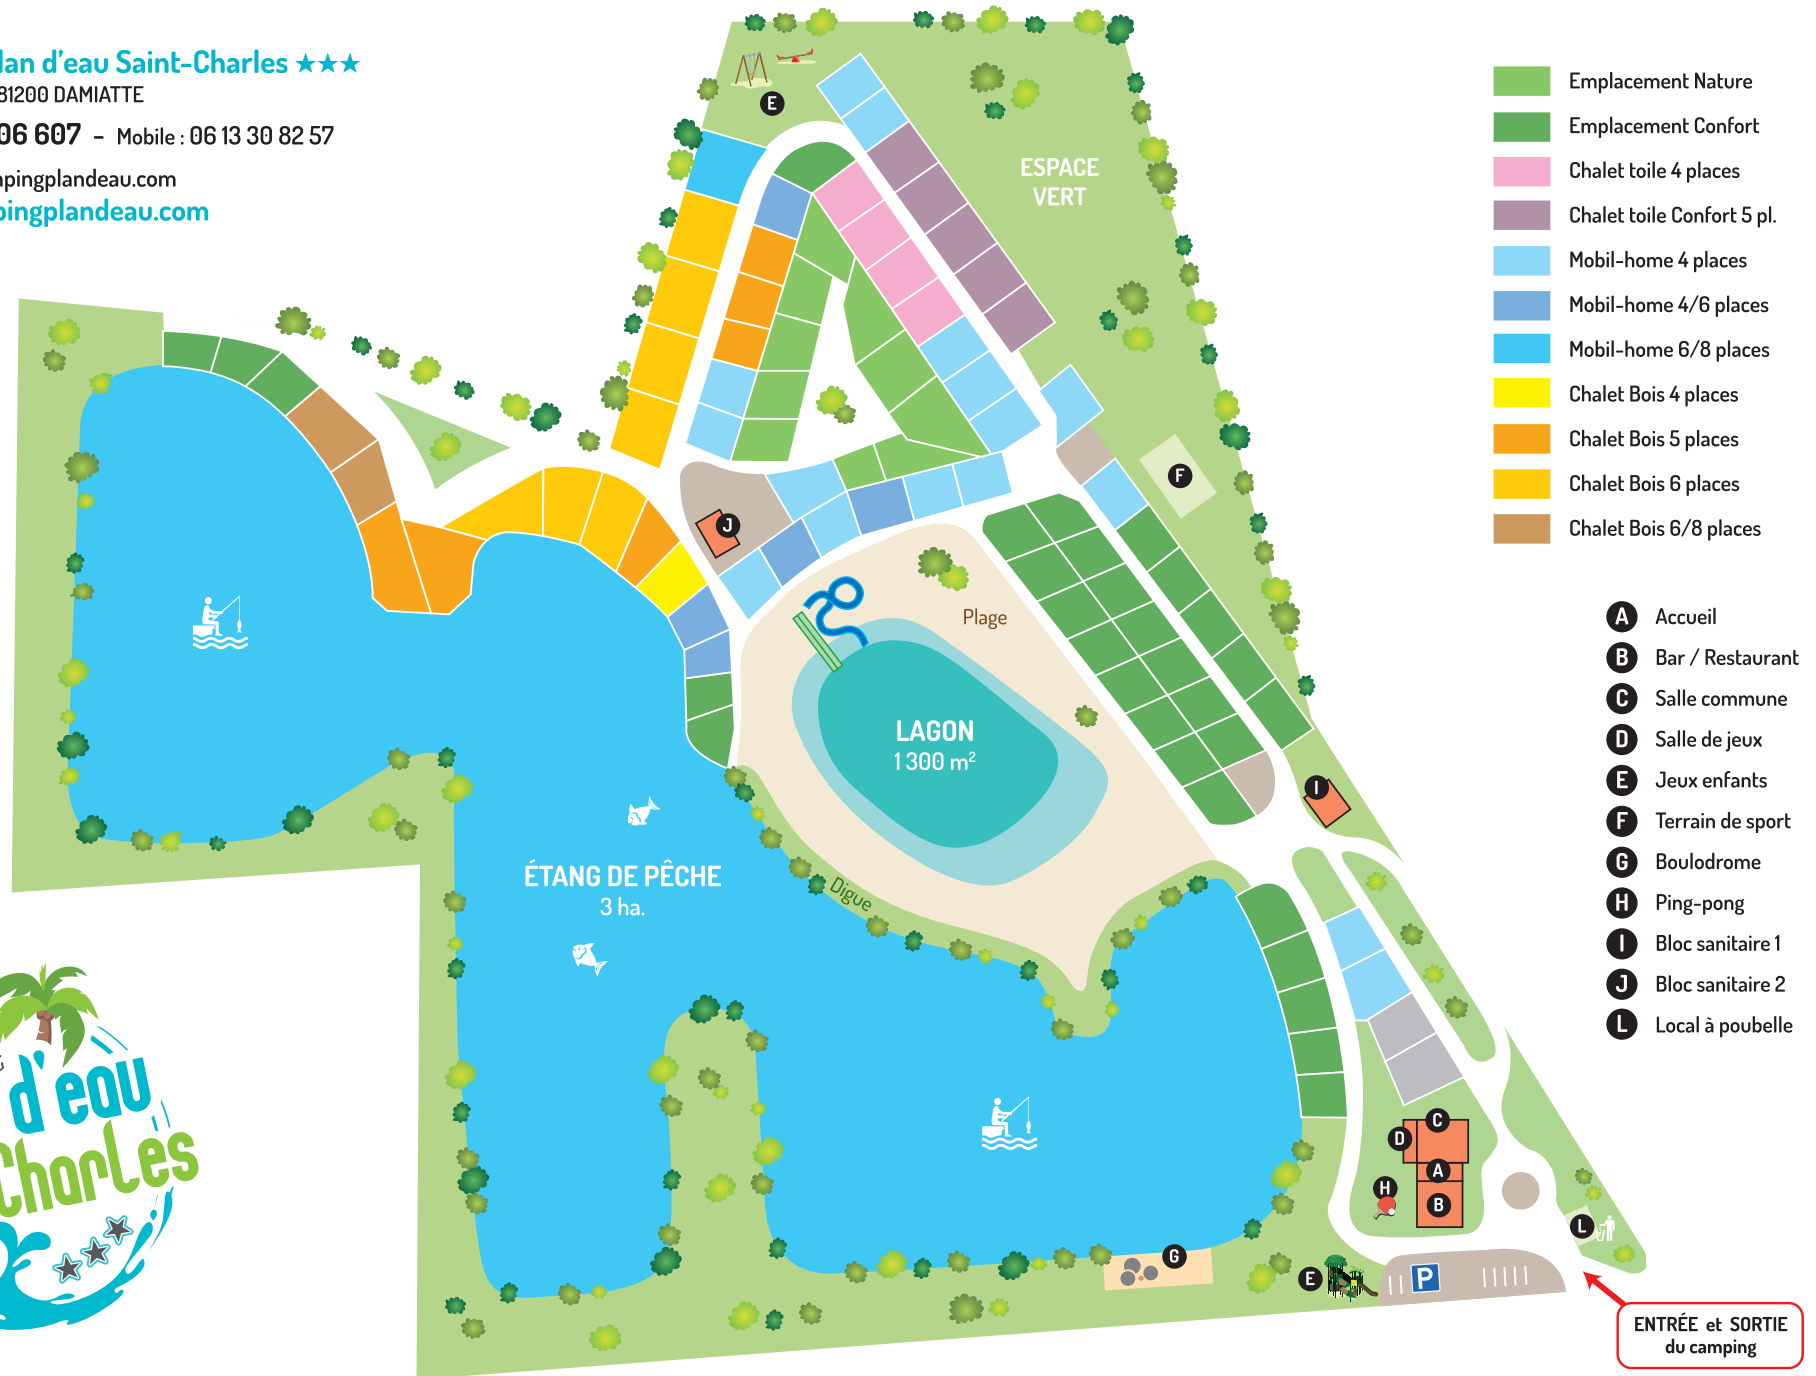 lan d'eau Saint-Charles ★★★
81200 DAMIATTE
06 607 - Mobile : 06 13 30 82 57
mpingplandeau.com
pingplandeau.com
E
ESPACE
VERT
Emplacement Nature
Emplacement Confort
Chalet toile 4 places
Chalet toile Confort 5 pl.
Mobil-home 4 places
Mobil-home 4/6 places
Mobil-home 6/8 places
Chalet Bois 4 places
Chalet Bois 5 places
Chalet Bois 6 places
Chalet Bois 6/8 places
F
J
Plage
LAGON
1 300 m²
I
ÉTANG DE PÊCHE
3 ha.
Digue
A Accueil
B Bar / Restaurant
C Salle commune
D Salle de jeux
E Jeux enfants
F Terrain de sport
G Boulodrome
H Ping-pong
I Bloc sanitaire 1
J Bloc sanitaire 2
L Local à poubelle
d'eau
Charles
C
D
A
H
B
L
G
E
P
ENTRÉE et SORTIE
du camping